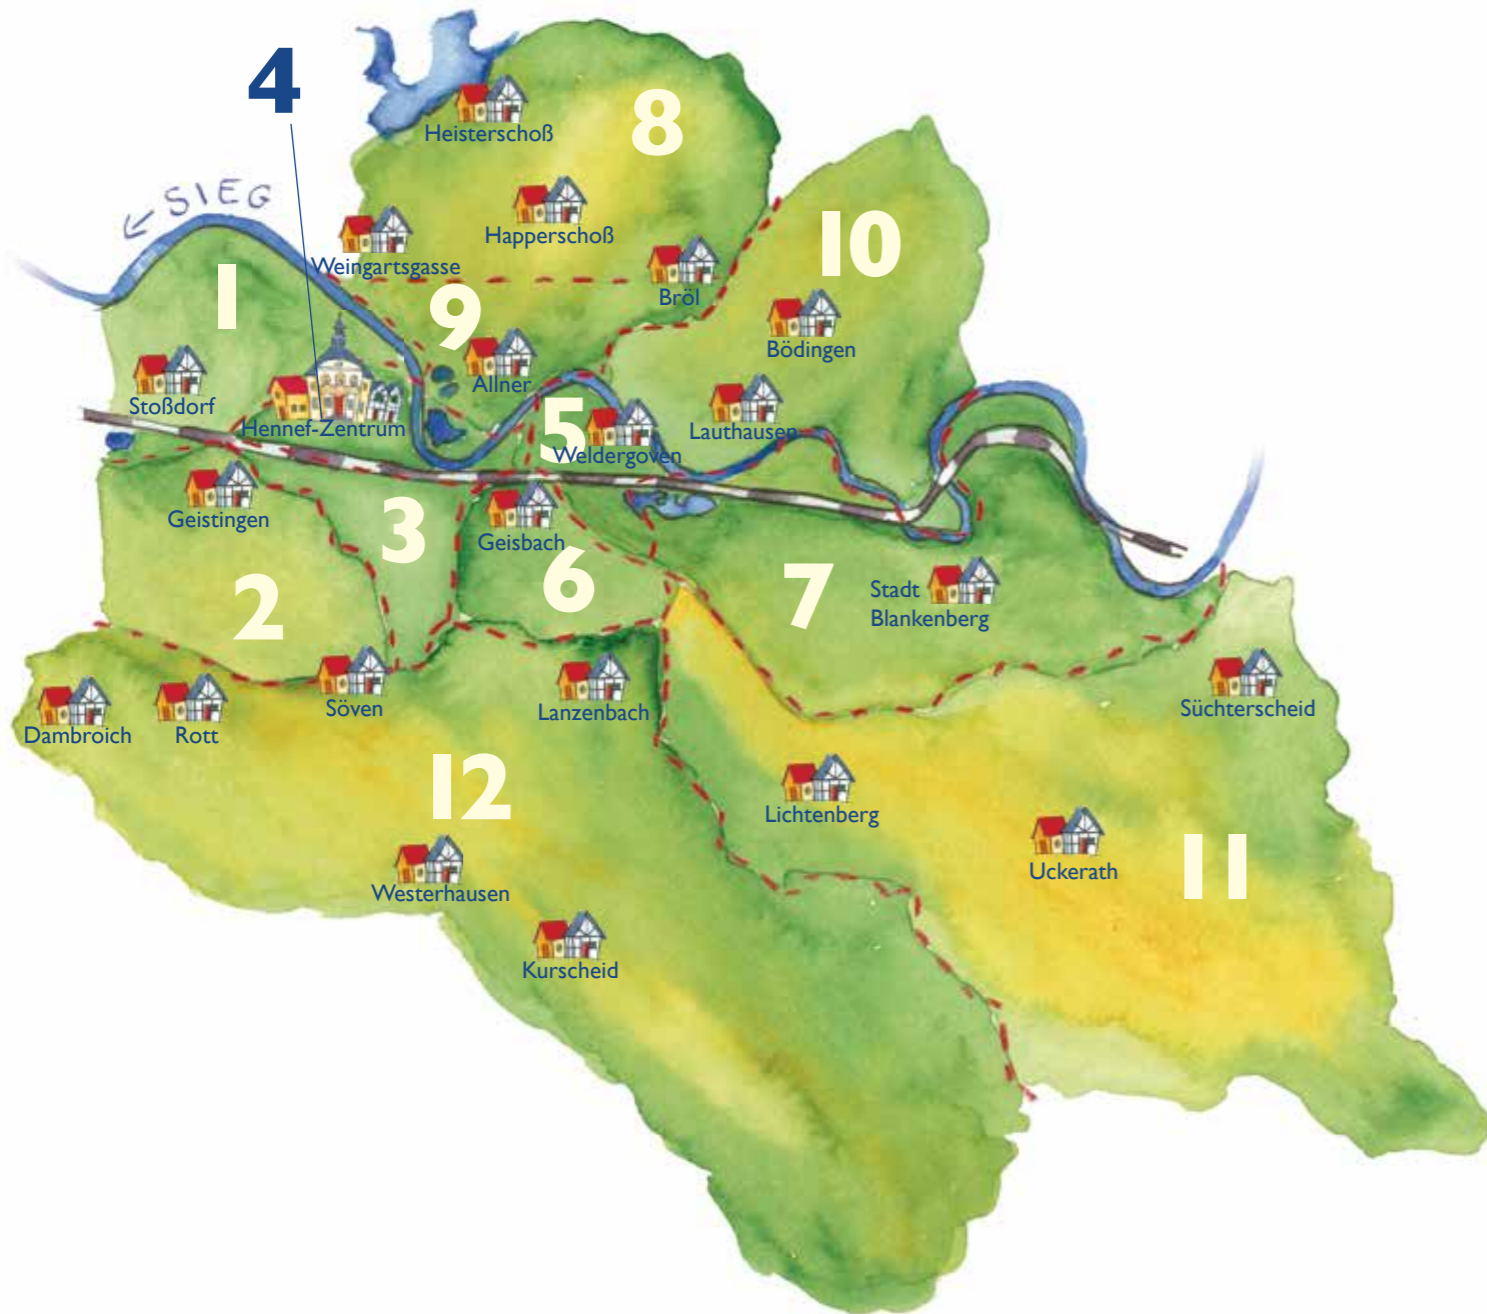 4
8
Heisterschoß
← SIEG
Happerschoß
10
Weingartsgasse
Bröl
1
9
Bödingen
Allner
Stoßdorf
Hennef-Zentrum
5
Weldergoven
Lauthausen
Geistingen
3
Geisbach
6
2
7
Stadt
Blankenberg
Söven
Lanzenbach
Süchterscheid
Dambroich
Rott
12
Lichtenberg
Uckerath
11
Westerhausen
Kurscheid